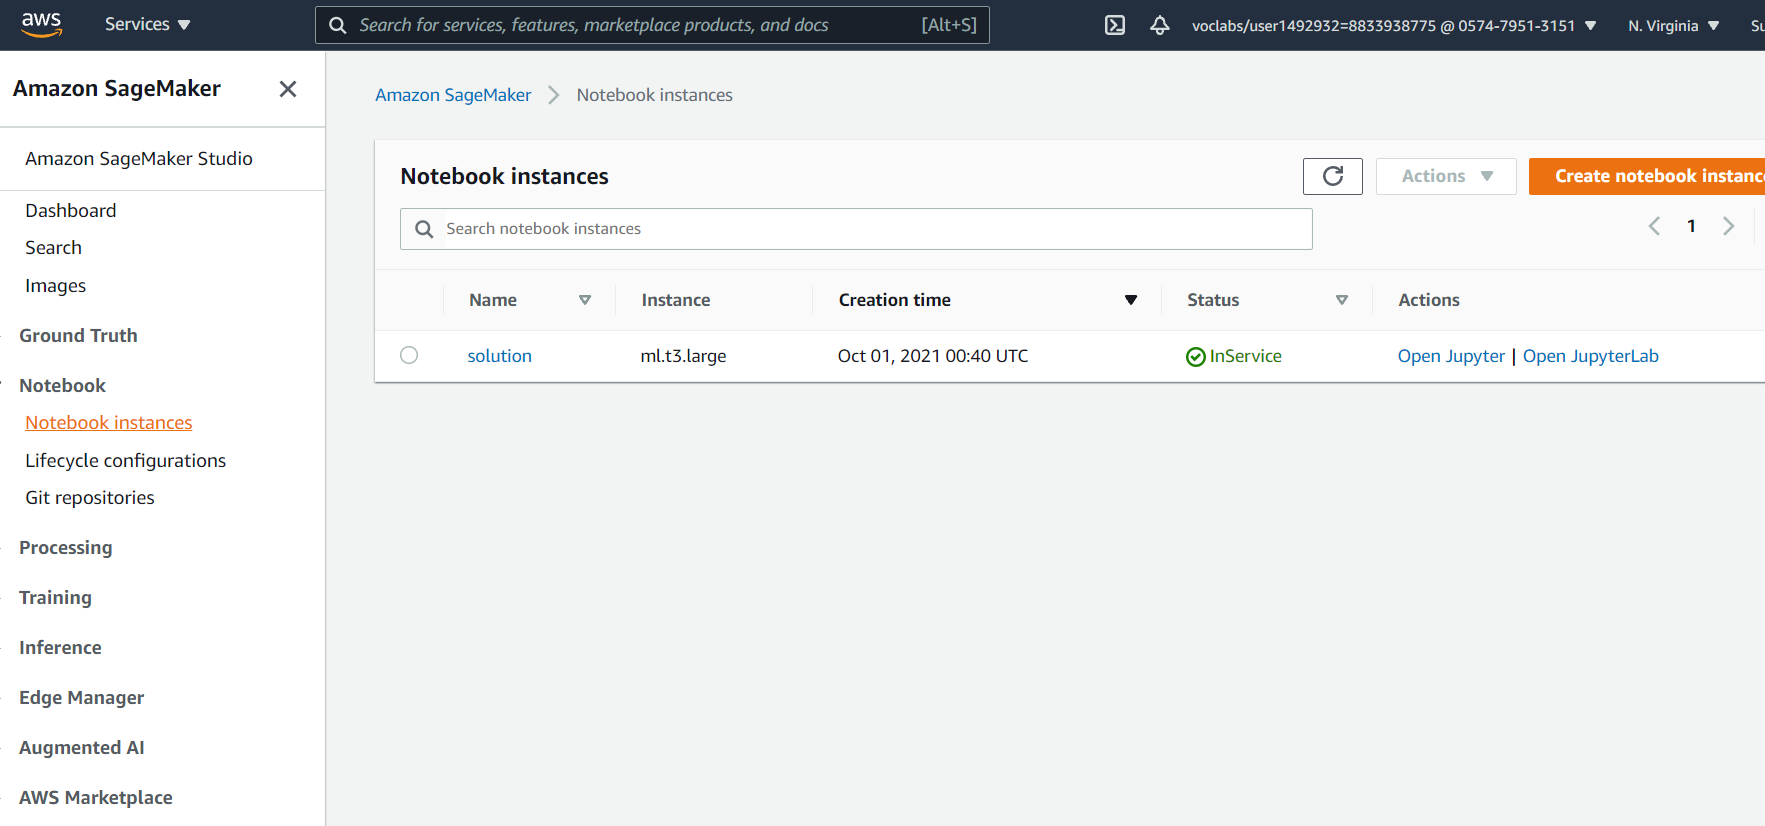 aws
Services
Search for services, features, marketplace products, and docs [Alt+S]
voclabs/user1492932=8833938775 @ 0574-7951-3151
N. Virginia
Su
Amazon SageMaker
Amazon SageMaker Studio
Dashboard
Search
Images
Ground Truth
Notebook
Notebook instances
Lifecycle configurations
Git repositories
Processing
Training
Inference
Edge Manager
Augmented AI
AWS Marketplace
Amazon SageMaker
Notebook instances
Notebook instances
Actions
Create notebook instanc
Search notebook instances
1
Name Instance Creation time Status Actions
solution ml.t3.large Oct 01, 2021 00:40 UTC InService Open Jupyter | Open JupyterLab